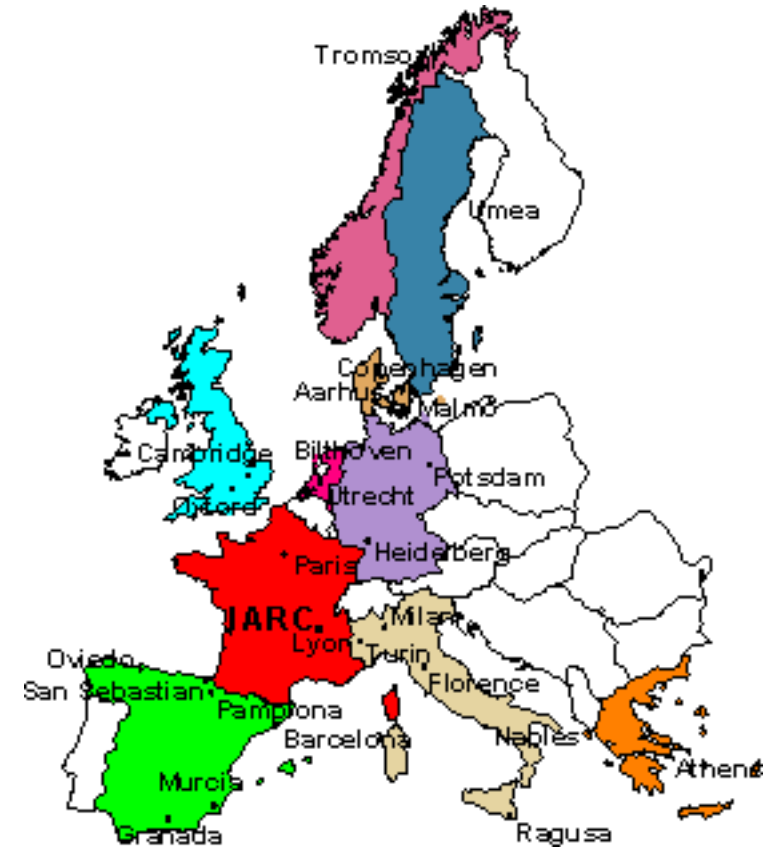 Tromso
Umea
Copenhagen
Aarhus
Malmo
Cambridge
Bilthoven
Potsdam
Utrecht
Oxford
Heidelberg
Paris
IARC.
Milan
Lyon
Turin
Oviedo
San Sebastian
Florence
Pamplona
Barcelona
Naples
Athens
Murcia
Granada
Ragusa